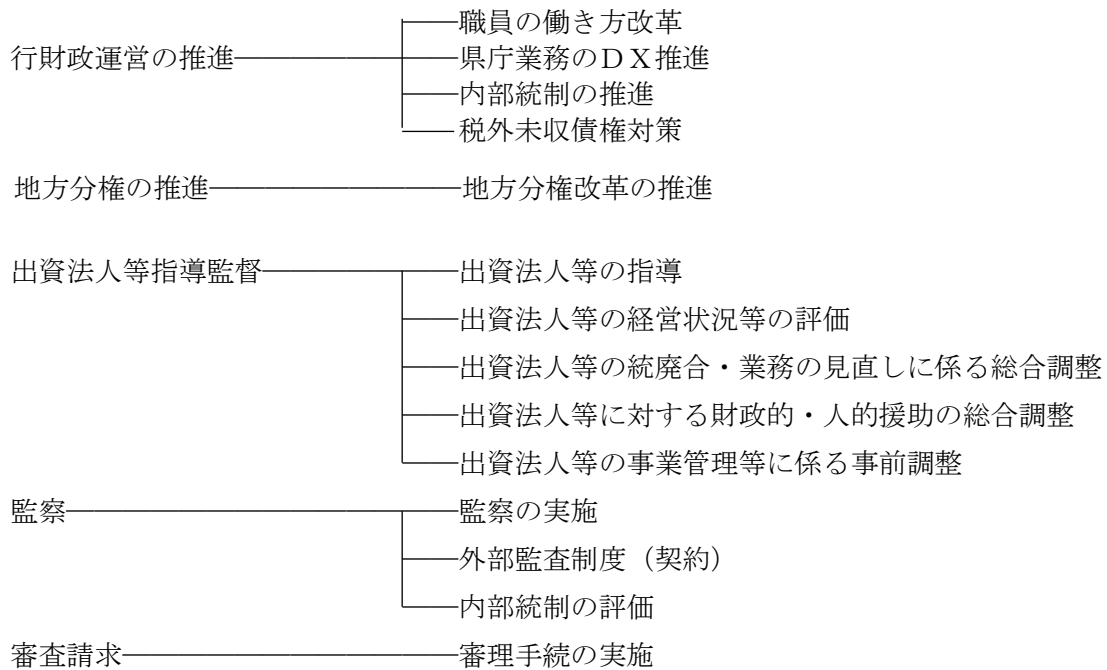 職員の働き方改革
行財政運営の推進 県庁業務のＤＸ推進
内部統制の推進
税外未収債権対策
地方分権の推進 地方分権改革の推進
出資法人等指導監督 出資法人等の指導
出資法人等の経営状況等の評価
出資法人等の統廃合・業務の見直しに係る総合調整
出資法人等に対する財政的・人的援助の総合調整
出資法人等の事業管理等に係る事前調整
監察 監察の実施
外部監査制度（契約）
内部統制の評価
審査請求 審理手続の実施